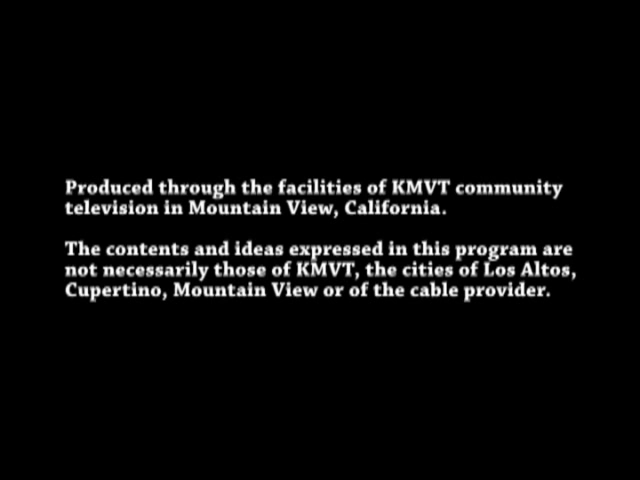 Produced through the facilities of KMVT community
television in Mountain View, California.
The contents and ideas expressed in this program are
not necessarily those of KMVT, the cities of Los Altos,
Cupertino, Mountain View or of the cable provider.